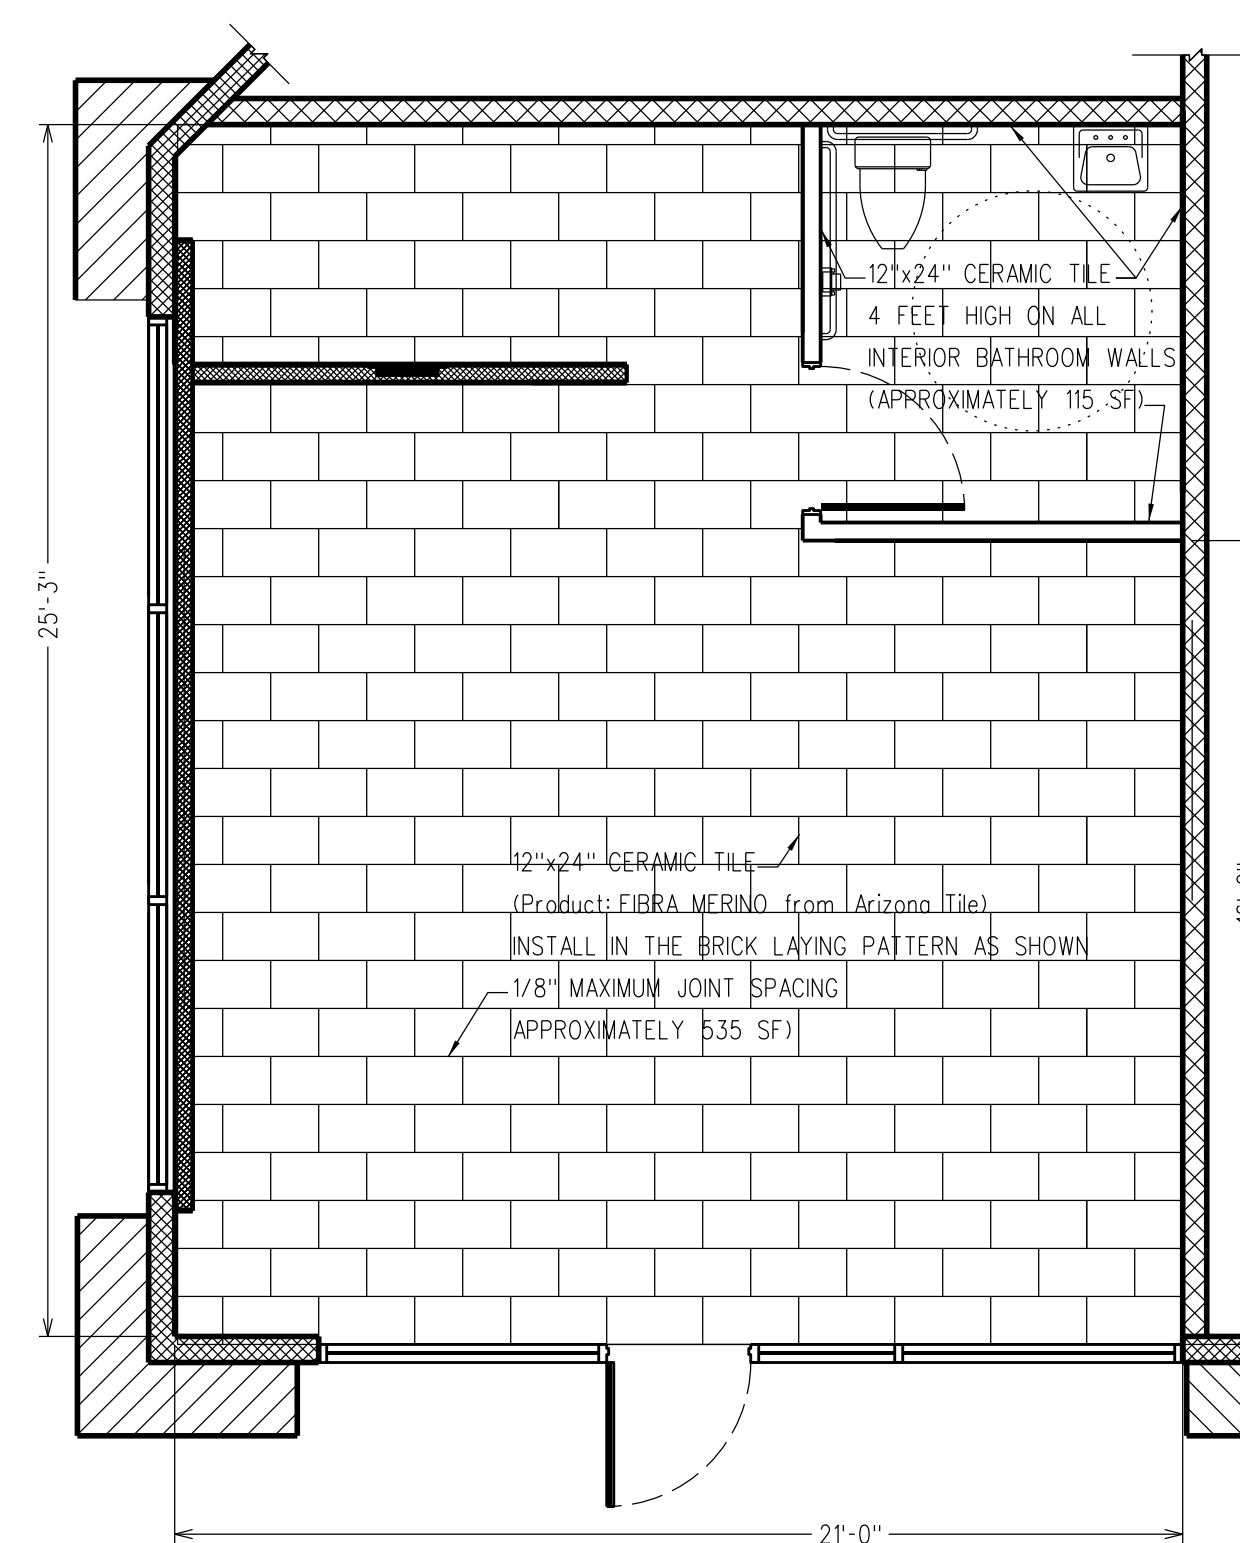 12"x24" CERAMIC TILE
4 FEET HIGH ON ALL
INTERIOR BATHROOM WALLS
(APPROXIMATELY 115 SF)
25'-3"
12"x24" CERAMIC TILE
(Product: FIBRA MERINO from Arizona Tile)
INSTALL IN THE BRICK LAYING PATTERN AS SHOWN
1/8" MAXIMUM JOINT SPACING
APPROXIMATELY 535 SF)
21'-0"